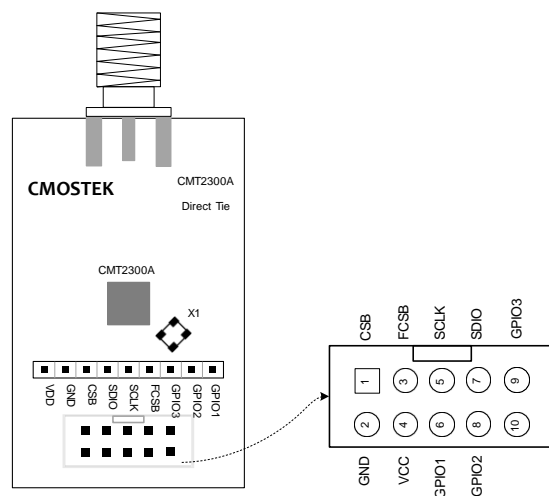 CMOSTEK
CMT2300A
Direct Tie
CMT2300A
X1
VDD
GND
CSB
SDIO
SCLK
FCSB
GPIO3
GPIO2
GPIO1
CSB
FCSB
SCLK
SDIO
GPIO3
1
3
5
7
9
2
4
6
8
10
GND
VCC
GPIO1
GPIO2